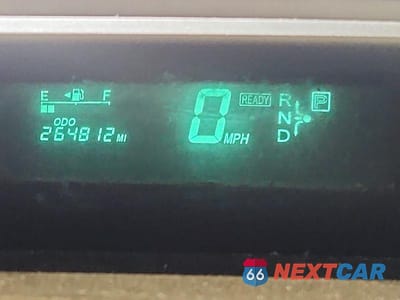 E F
ODO
264812 MI
0 MPH
READY
R
N
D
P
66 NEXTCAR